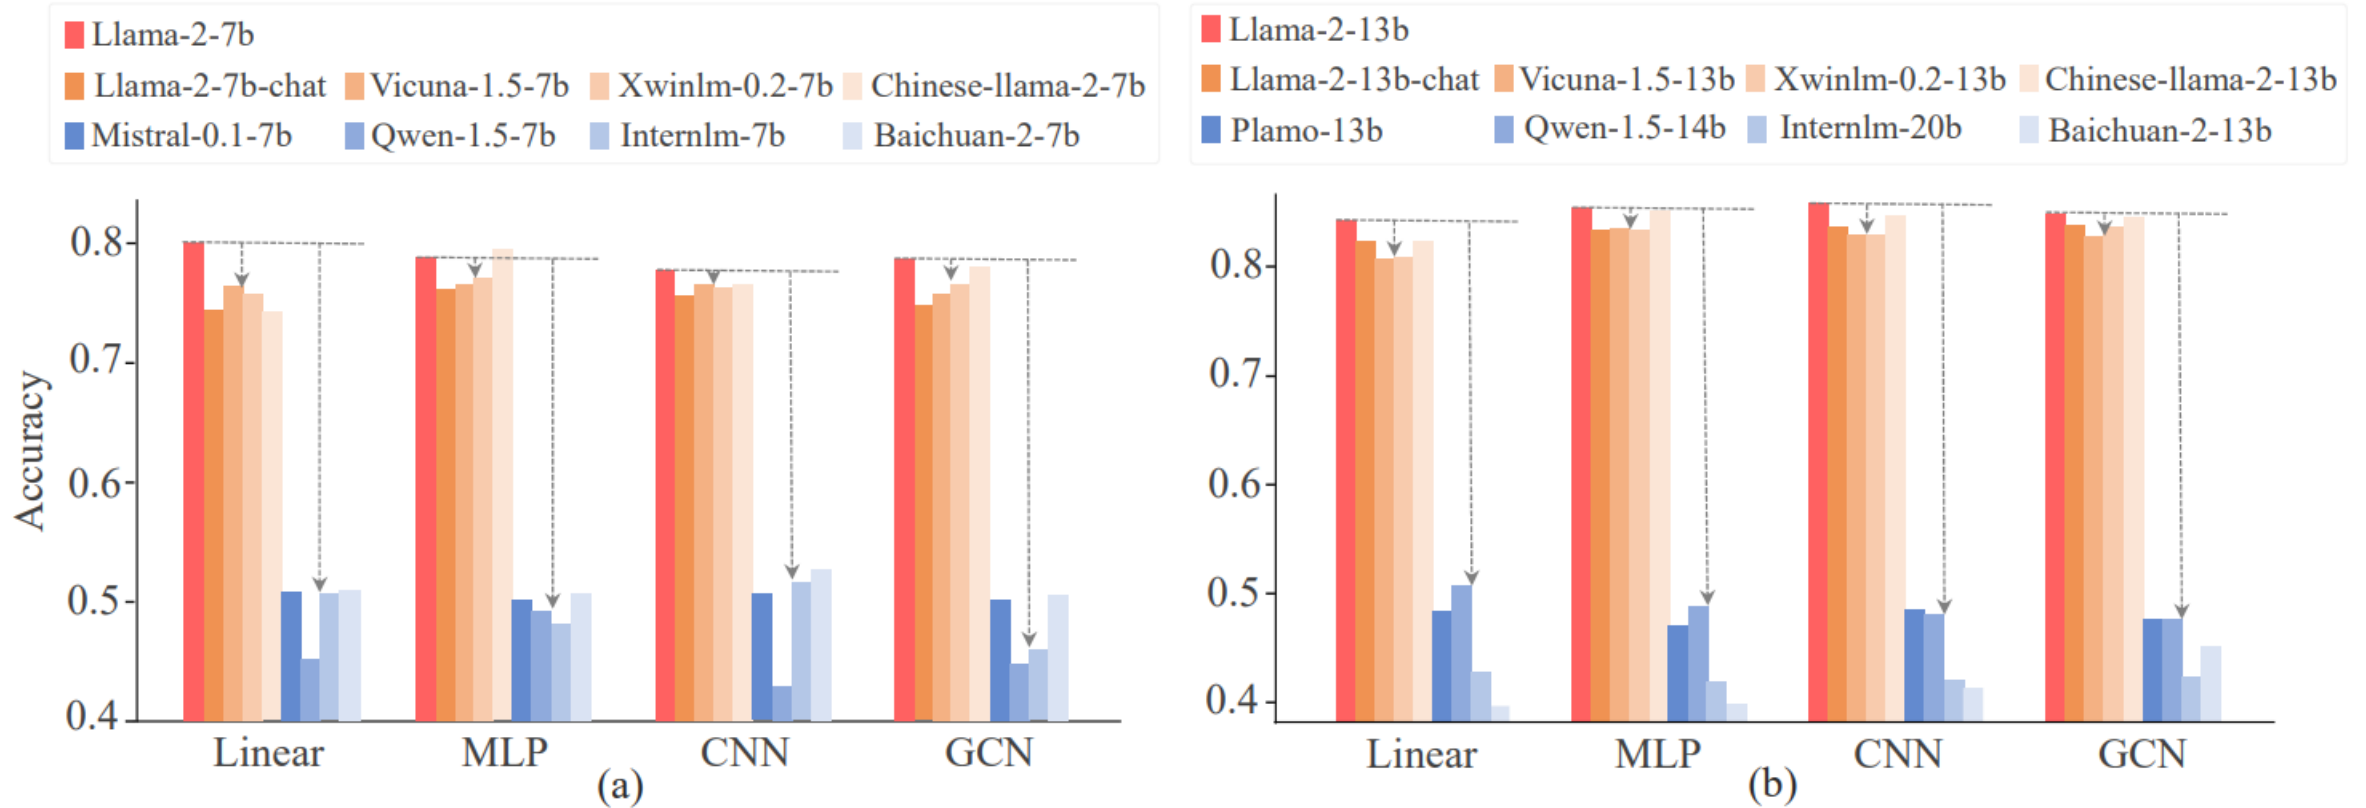 Llama-2-7b
Llama-2-7b-chat Vicuna-1.5-7b Xwinlm-0.2-7b Chinese-llama-2-7b
Mistral-0.1-7b Qwen-1.5-7b Internlm-7b Baichuan-2-7b
Accuracy
0.8
0.7
0.6
0.5
0.4
Linear MLP CNN GCN
(a)
Llama-2-13b
Llama-2-13b-chat Vicuna-1.5-13b Xwinlm-0.2-13b Chinese-llama-2-13b
Plamo-13b Qwen-1.5-14b Internlm-20b Baichuan-2-13b
0.8
0.7
0.6
0.5
0.4
Linear MLP CNN GCN
(b)